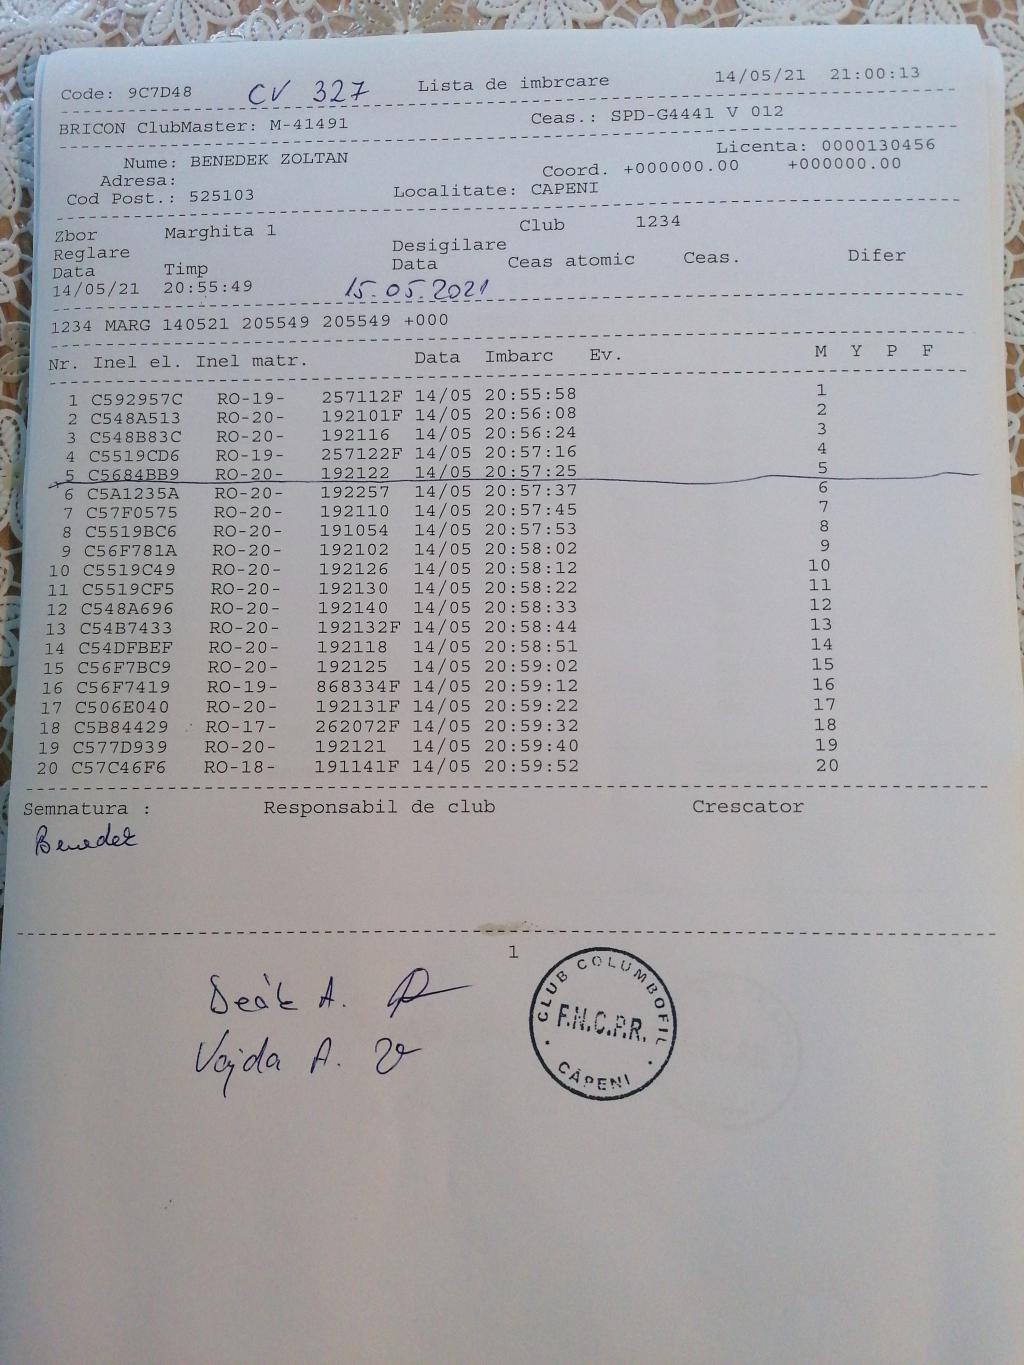 Code: 9C7D48 CV 327 Lista de imbrcare 14/05/21 21:00:13
BRICON ClubMaster: M-41491 Ceas.: SPD-G4441 V 012
Licenta: 0000130456
Nume: BENEDEK ZOLTAN Coord. +000000.00 +000000.00
Adresa:
Cod Post.: 525103 Localitate: CAPENI
Zbor Marghita 1 Club 1234
Reglare Desigilare
Data Timp Data Ceas atomic Ceas. Difer
14/05/21 20:55:49 15.05.2021
1234 MARG 140521 205549 205549 +000
Nr. Inel el. Inel matr. Data Imbarc Ev. M Y P F
1 C592957C RO-19- 257112F 14/05 20:55:58 1
2 C548A513 RO-20- 192101F 14/05 20:56:08 2
3 C548B83C RO-20- 192116 14/05 20:56:24 3
4 C5519CD6 RO-19- 257122F 14/05 20:57:16 4
5 C5684BB9 RO-20- 192122 14/05 20:57:25 5
6 C5A1235A RO-20- 192257 14/05 20:57:37 6
7 C57F0575 RO-20- 192110 14/05 20:57:45 7
8 C5519BC6 RO-20- 191054 14/05 20:57:53 8
9 C56F781A RO-20- 192102 14/05 20:58:02 9
10 C5519C49 RO-20- 192126 14/05 20:58:12 10
11 C5519CF5 RO-20- 192130 14/05 20:58:22 11
12 C548A696 RO-20- 192140 14/05 20:58:33 12
13 C54B7433 RO-20- 192132F 14/05 20:58:44 13
14 C54DFBEF RO-20- 192118 14/05 20:58:51 14
15 C56F7BC9 RO-20- 192125 14/05 20:59:02 15
16 C56F7419 RO-19- 868334F 14/05 20:59:12 16
17 C506E040 RO-20- 192131F 14/05 20:59:22 17
18 C5B84429 RO-17- 262072F 14/05 20:59:32 18
19 C577D939 RO-20- 192121 14/05 20:59:40 19
20 C57C46F6 RO-18- 191141F 14/05 20:59:52 20
Semnatura : Responsabil de club Crescator
Benedek
1
Deák A.
Vajda A.
CLUB COLUMBOFIL
F.N.C.P.R.
CĂPENI